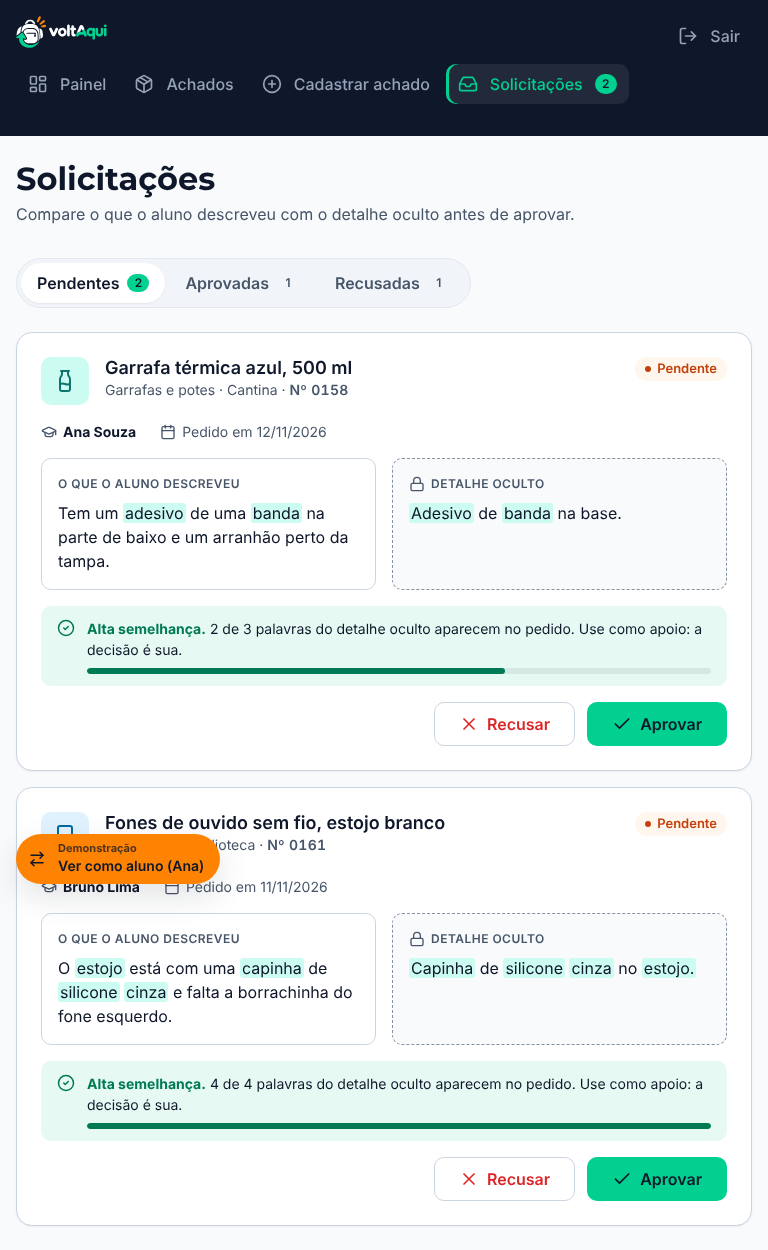 voltAqui
Sair
Painel
Achados
Cadastrar achado
Solicitações 2
Solicitações
Compare o que o aluno descreveu com o detalhe oculto antes de aprovar.
Pendentes 2
Aprovadas 1
Recusadas 1
Garrafa térmica azul, 500 ml
Pendente
Garrafas e potes · Cantina · Nº 0158
Ana Souza
Pedido em 12/11/2026
O QUE O ALUNO DESCREVEU
Tem um adesivo de uma banda na
parte de baixo e um arranhão perto da
tampa.
DETALHE OCULTO
Adesivo de banda na base.
Alta semelhança. 2 de 3 palavras do detalhe oculto aparecem no pedido. Use como apoio: a
decisão é sua.
Recusar
Aprovar
Fones de ouvido sem fio, estojo branco
Pendente
· Nº 0161
Demonstração
Ver como aluno (Ana)
Bruno Lima
Pedido em 11/11/2026
O QUE O ALUNO DESCREVEU
O estojo está com uma capinha de
silicone cinza e falta a borrachinha do
fone esquerdo.
DETALHE OCULTO
Capinha de silicone cinza no estojo.
Alta semelhança. 4 de 4 palavras do detalhe oculto aparecem no pedido. Use como apoio: a
decisão é sua.
Recusar
Aprovar